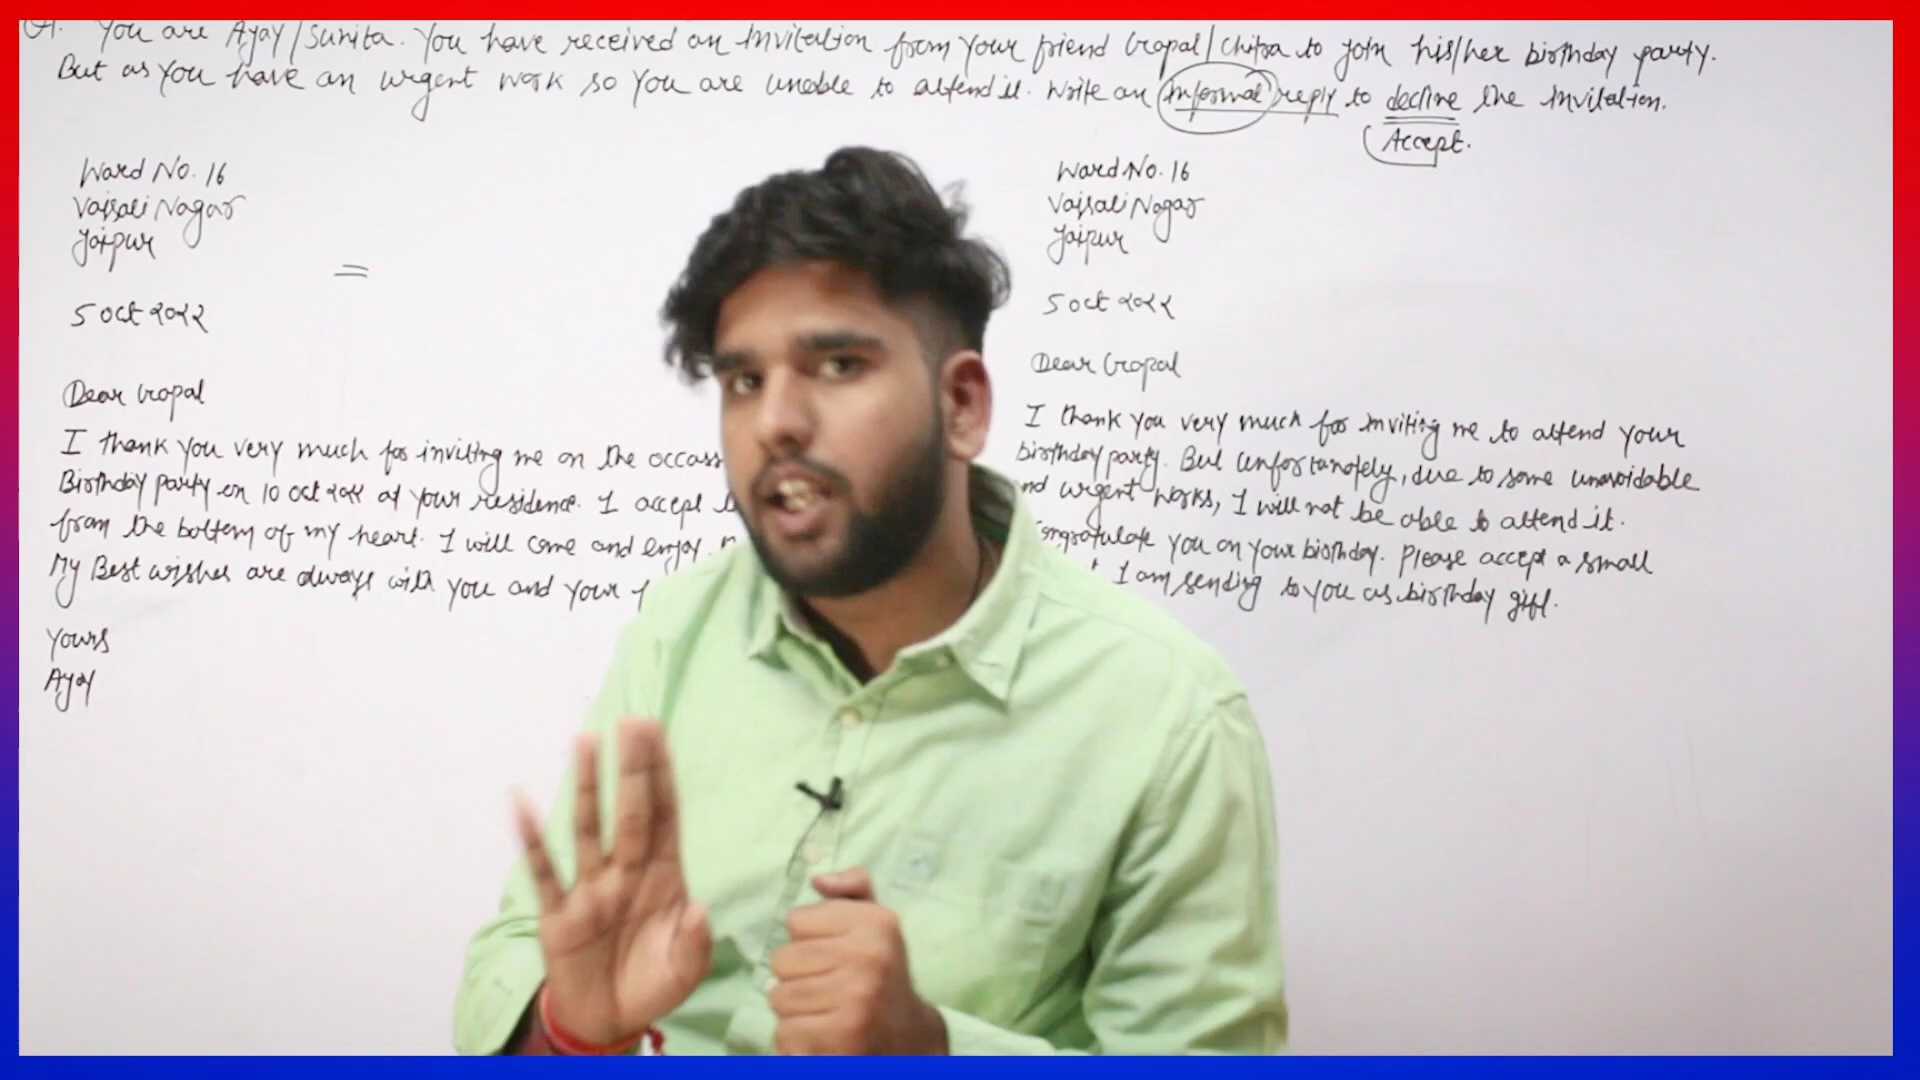 Q1. You are Ajay/Sunita. You have received an invitation from your friend Gopal/Chitra to join his/her birthday party.
But as you have an urgent work so you are unable to attend it. Write an informal reply to decline the invitation.
Accept.
Ward No. 16
Vaisali Nagar
Jaipur
5 oct 2022
Dear Gopal
I thank you very much for inviting me on the occass
Birthday party on 10 oct 2022 at your residence. I accept
from the bottem of my heart. I will come and enjoy.
My Best wishes are always with you and your
Yours
Ajay
Ward No. 16
Vaisali Nagar
Jaipur
5 oct 2022
Dear Gopal
I thank you very much for inviting me to attend your
birthday party. But unfortunately, due to some unavoidable
nd urgent works, I will not be able to attend it.
congratulate you on your birthday. Please accept a small
I am sending to you as birthday gift.